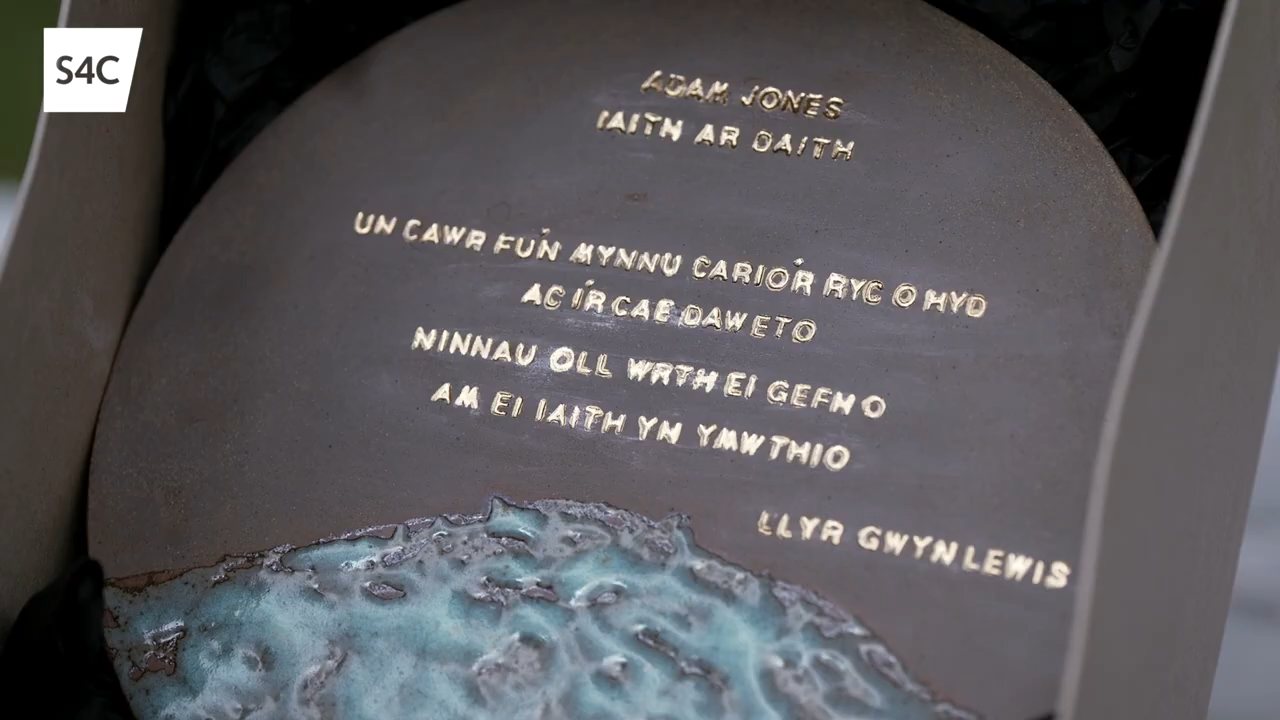 S4C
ADAM JONES
IAITH AR DAITH
UN CAWR FU'N MYNNU CARIO'R RYC O HYD
AC I'R CAE DAW ETO
NINNAU OLL WRTH EI GEFN O
AM EI IAITH YN YMWTHIO
LLYR GWYN LEWIS